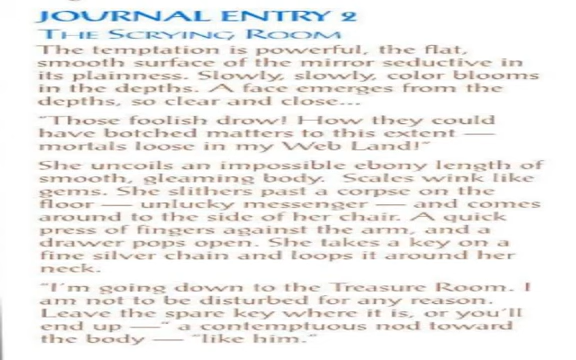 JOURNAL ENTRY 2
THE SCRYING ROOM
The temptation is powerful, the flat,
smooth surface of the mirror seductive in
its plainness. Slowly, slowly, color blooms
in the depths. A face emerges from the
depths, so clear and close...
"Those foolish drow! How they could
have botched matters to this extent —
mortals loose in my Web Land!"
She uncoils an impossible ebony length of
smooth, gleaming body. Scales wink like
gems. She slithers past a corpse on the
floor — unlucky messenger — and comes
around to the side of her chair. A quick
press of fingers against the arm, and a
drawer pops open. She takes a key on a
fine silver chain and loops it around her
neck.
"I'm going down to the Treasure Room. I
am not to be disturbed for any reason.
Leave the spare key where it is, or you'll
end up —" a contemptuous nod toward
the body — "like him."